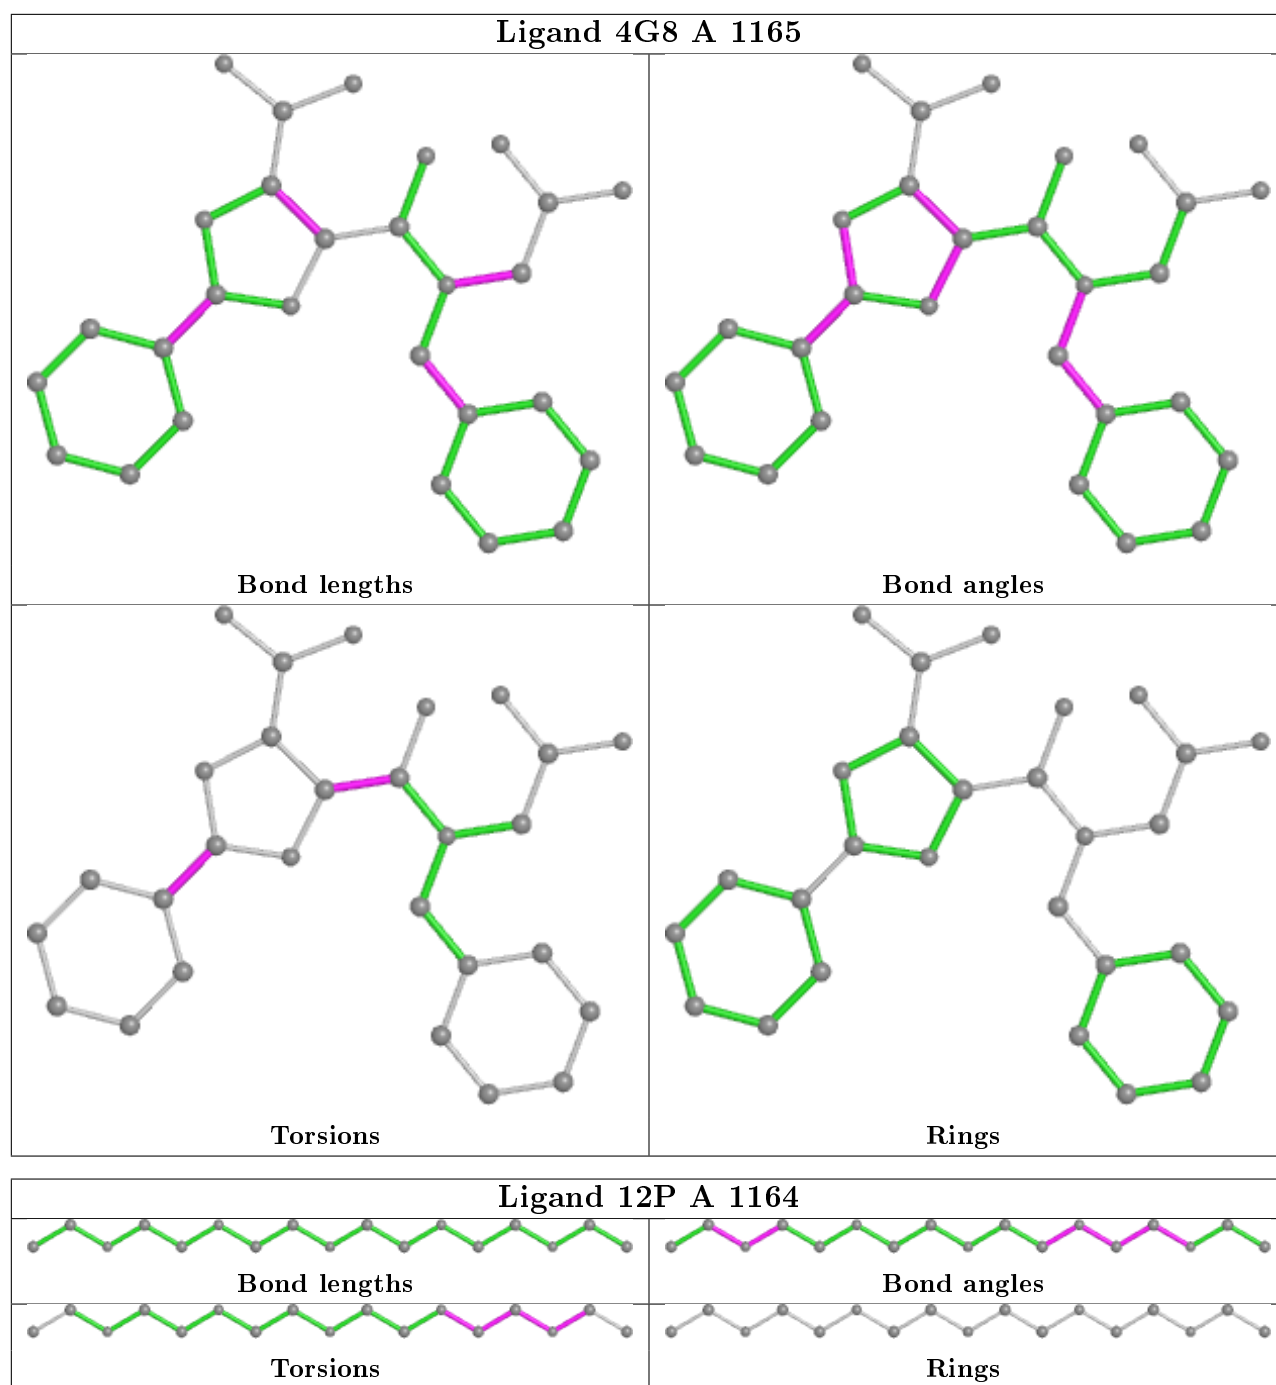 Ligand 4G8 A 1165
Bond lengths
Bond angles
Torsions
Rings
Ligand 12P A 1164
Bond lengths
Bond angles
Torsions
Rings